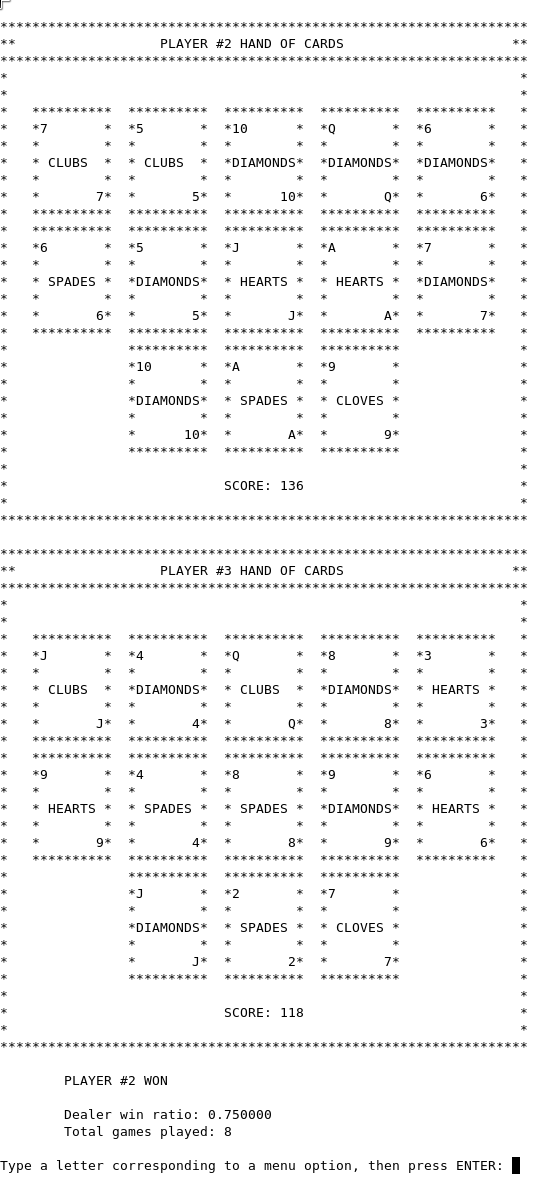 ******************************************************************
**                  PLAYER #2 HAND OF CARDS                     **
******************************************************************
*                                                                *
*                                                                *
*   **********  **********  **********  **********  **********   *
*   *7       *  *5       *  *10      *  *Q       *  *6       *   *
*   *        *  *        *  *        *  *        *  *        *   *
*   * CLUBS  *  * CLUBS  *  *DIAMONDS*  *DIAMONDS*  *DIAMONDS*   *
*   *        *  *        *  *        *  *        *  *        *   *
*   *       7*  *       5*  *      10*  *       Q*  *       6*   *
*   **********  **********  **********  **********  **********   *
*   **********  **********  **********  **********  **********   *
*   *6       *  *5       *  *J       *  *A       *  *7       *   *
*   *        *  *        *  *        *  *        *  *        *   *
*   * SPADES *  *DIAMONDS*  * HEARTS *  * HEARTS *  *DIAMONDS*   *
*   *        *  *        *  *        *  *        *  *        *   *
*   *       6*  *       5*  *       J*  *       A*  *       7*   *
*   **********  **********  **********  **********  **********   *
*               **********  **********  **********               *
*               *10      *  *A       *  *9       *               *
*               *        *  *        *  *        *               *
*               *DIAMONDS*  * SPADES *  * CLOVES *               *
*               *        *  *        *  *        *               *
*               *      10*  *       A*  *       9*               *
*               **********  **********  **********               *
*                                                                *
*                           SCORE: 136                           *
*                                                                *
******************************************************************

******************************************************************
**                  PLAYER #3 HAND OF CARDS                     **
******************************************************************
*                                                                *
*                                                                *
*   **********  **********  **********  **********  **********   *
*   *J       *  *4       *  *Q       *  *8       *  *3       *   *
*   *        *  *        *  *        *  *        *  *        *   *
*   * CLUBS  *  *DIAMONDS*  * CLUBS  *  *DIAMONDS*  * HEARTS *   *
*   *        *  *        *  *        *  *        *  *        *   *
*   *       J*  *       4*  *       Q*  *       8*  *       3*   *
*   **********  **********  **********  **********  **********   *
*   **********  **********  **********  **********  **********   *
*   *9       *  *4       *  *8       *  *9       *  *6       *   *
*   *        *  *        *  *        *  *        *  *        *   *
*   * HEARTS *  * SPADES *  * SPADES *  *DIAMONDS*  * HEARTS *   *
*   *        *  *        *  *        *  *        *  *        *   *
*   *       9*  *       4*  *       8*  *       9*  *       6*   *
*   **********  **********  **********  **********  **********   *
*               **********  **********  **********               *
*               *J       *  *2       *  *7       *               *
*               *        *  *        *  *        *               *
*               *DIAMONDS*  * SPADES *  * CLOVES *               *
*               *        *  *        *  *        *               *
*               *       J*  *       2*  *       7*               *
*               **********  **********  **********               *
*                                                                *
*                           SCORE: 118                           *
*                                                                *
******************************************************************

        PLAYER #2 WON

        Dealer win ratio: 0.750000
        Total games played: 8

Type a letter corresponding to a menu option, then press ENTER: